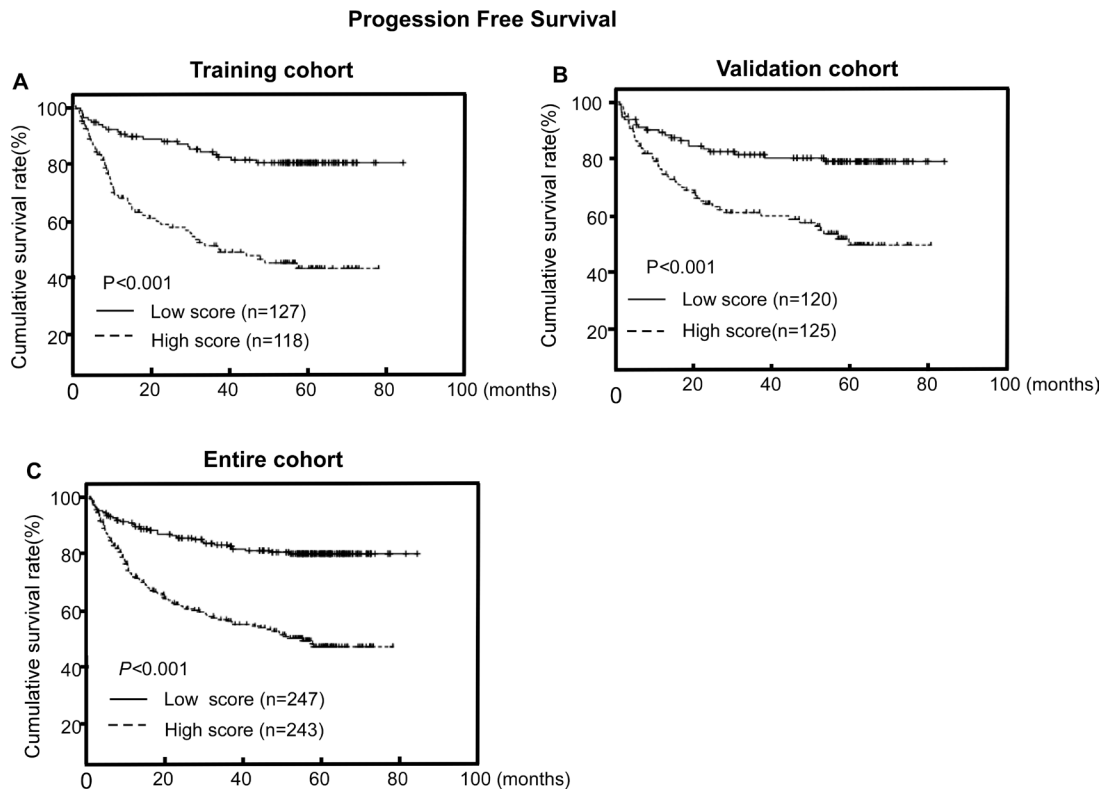 Progession Free Survival
A
Training cohort
Cumulative survival rate(%)
100
80
60
40
20
P<0.001
Low score (n=127)
High score (n=118)
0
20
40
60
80
100 (months)
B
Validation cohort
Cumulative survival rate(%)
100
80
60
40
20
P<0.001
Low score (n=120)
High score(n=125)
0
20
40
60
80
100 (months)
C
Entire cohort
Cumulative survival rate(%)
100
80
60
40
20
P<0.001
Low score (n=247)
High score (n=243)
0
20
40
60
80
100 (months)